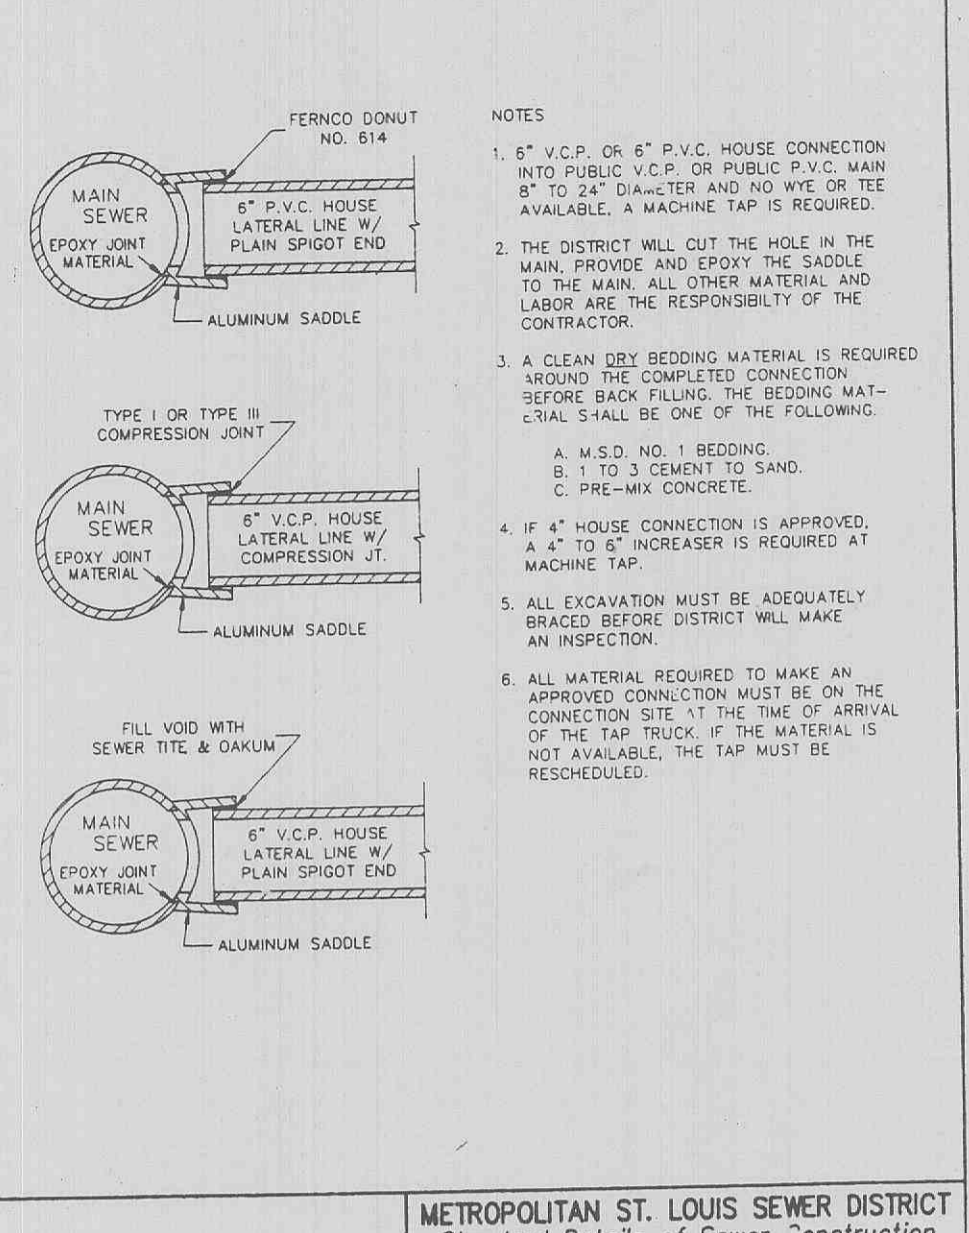 FERNCO DONUT
NO. 614
MAIN
SEWER
EPOXY JOINT
MATERIAL
6" P.V.C. HOUSE
LATERAL LINE W/
PLAIN SPIGOT END
ALUMINUM SADDLE
TYPE I OR TYPE III
COMPRESSION JOINT
MAIN
SEWER
EPOXY JOINT
MATERIAL
6" V.C.P. HOUSE
LATERAL LINE W/
COMPRESSION JT.
ALUMINUM SADDLE
FILL VOID WITH
SEWER TITE & OAKUM
MAIN
SEWER
EPOXY JOINT
MATERIAL
6" V.C.P. HOUSE
LATERAL LINE W/
PLAIN SPIGOT END
ALUMINUM SADDLE
NOTES
1. 6" V.C.P. OR 6" P.V.C. HOUSE CONNECTION
INTO PUBLIC V.C.P. OR PUBLIC P.V.C. MAIN
8" TO 24" DIAMETER AND NO WYE OR TEE
AVAILABLE, A MACHINE TAP IS REQUIRED.
2. THE DISTRICT WILL CUT THE HOLE IN THE
MAIN, PROVIDE AND EPOXY THE SADDLE
TO THE MAIN. ALL OTHER MATERIAL AND
LABOR ARE THE RESPONSIBILTY OF THE
CONTRACTOR.
3. A CLEAN DRY BEDDING MATERIAL IS REQUIRED
AROUND THE COMPLETED CONNECTION
BEFORE BACK FILLING. THE BEDDING MAT-
ERIAL SHALL BE ONE OF THE FOLLOWING.
A. M.S.D. NO. 1 BEDDING.
B. 1 TO 3 CEMENT TO SAND.
C. PRE-MIX CONCRETE.
4. IF 4" HOUSE CONNECTION IS APPROVED,
A 4" TO 6" INCREASER IS REQUIRED AT
MACHINE TAP.
5. ALL EXCAVATION MUST BE ADEQUATELY
BRACED BEFORE DISTRICT WILL MAKE
AN INSPECTION.
6. ALL MATERIAL REQUIRED TO MAKE AN
APPROVED CONNECTION MUST BE ON THE
CONNECTION SITE AT THE TIME OF ARRIVAL
OF THE TAP TRUCK. IF THE MATERIAL IS
NOT AVAILABLE, THE TAP MUST BE
RESCHEDULED.
METROPOLITAN ST. LOUIS SEWER DISTRICT
Standard Details of Sewer Construction